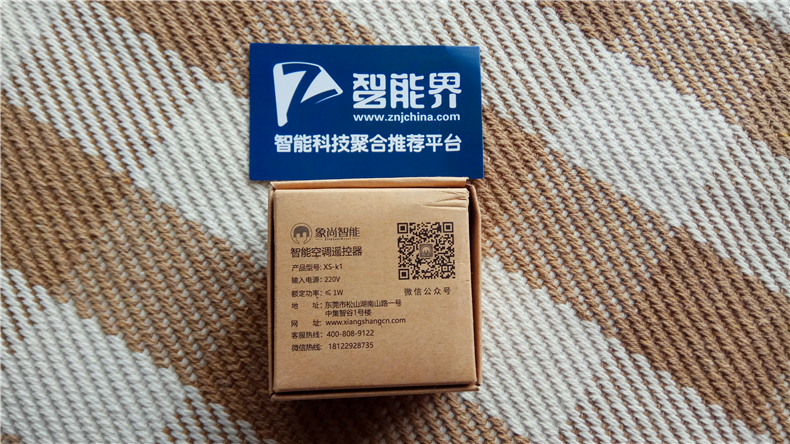 智能界
www.znjchina.com
智能科技聚合推荐平台
象尚智能
智能空调遥控器
产品型号: XS-k1
输入电源: 220V
额定功率: ≤ 1W
地 址: 东莞市松山湖南山路一号
中集智谷1号楼
网 址: www.xiangshangcn.com
客服热线: 400-808-9122
微信热线: 18122928735
微信公众号